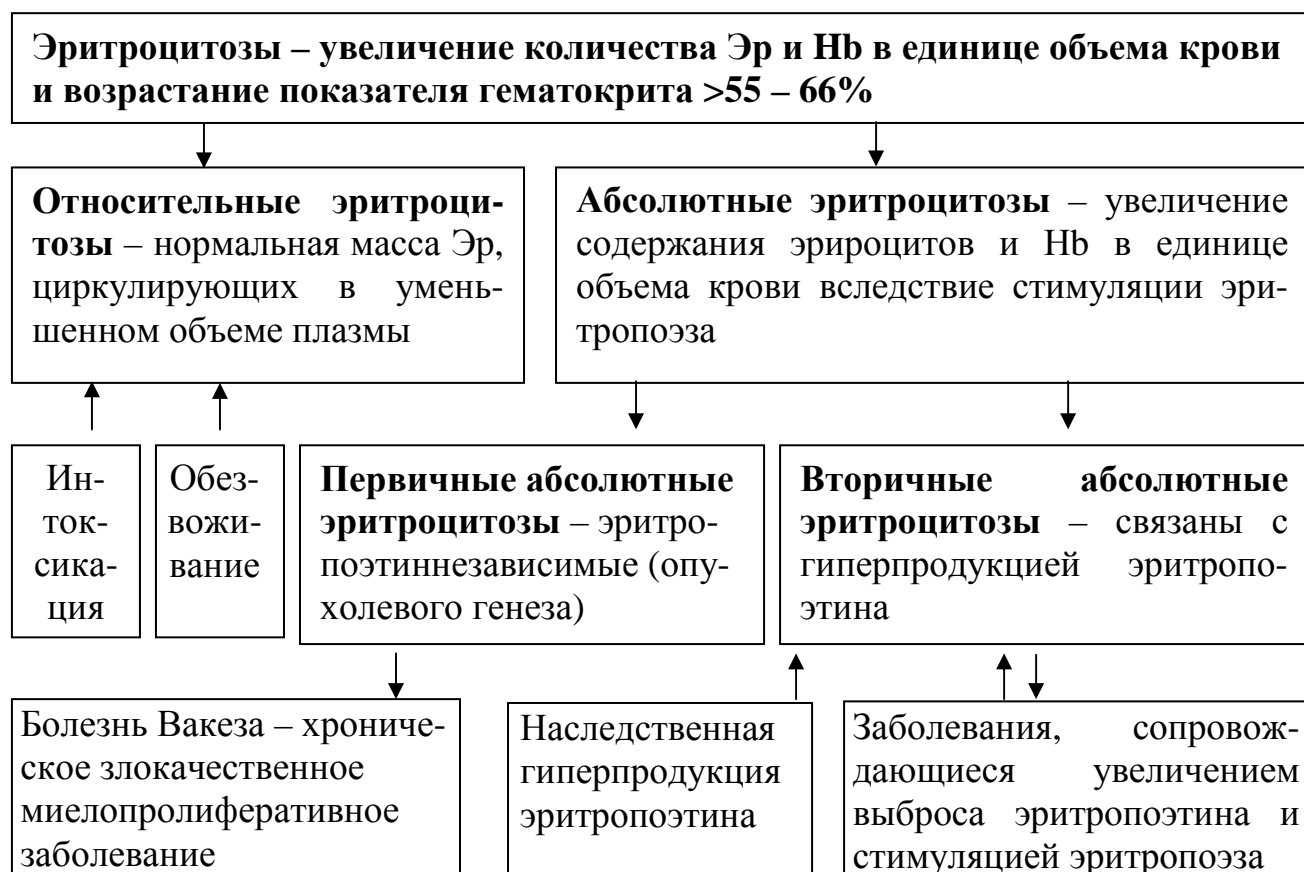 Эритроцитозы – увеличение количества Эр и Hb в единице объема крови
и возрастание показателя гематокрита >55 – 66%
Относительные эритроци-
тозы – нормальная масса Эр,
циркулирующих в умень-
шенном объеме плазмы
Абсолютные эритроцитозы – увеличение
содержания эрироцитов и Hb в единице
объема крови вследствие стимуляции эри-
тропоэза
Ин-
ток-
сика-
ция
Обез-
вожи-
вание
Первичные абсолютные
эритроцитозы – эритро-
поэтиннезависимые (опу-
холевого генеза)
Вторичные абсолютные
эритроцитозы – связаны с
гиперпродукцией эритропо-
этина
Болезнь Вакеза – хрониче-
ское злокачественное
миелопролиферативное
заболевание
Наследственная
гиперпродукция
эритропоэтина
Заболевания, сопровож-
дающиеся увеличением
выброса эритропоэтина и
стимуляцией эритропоэза